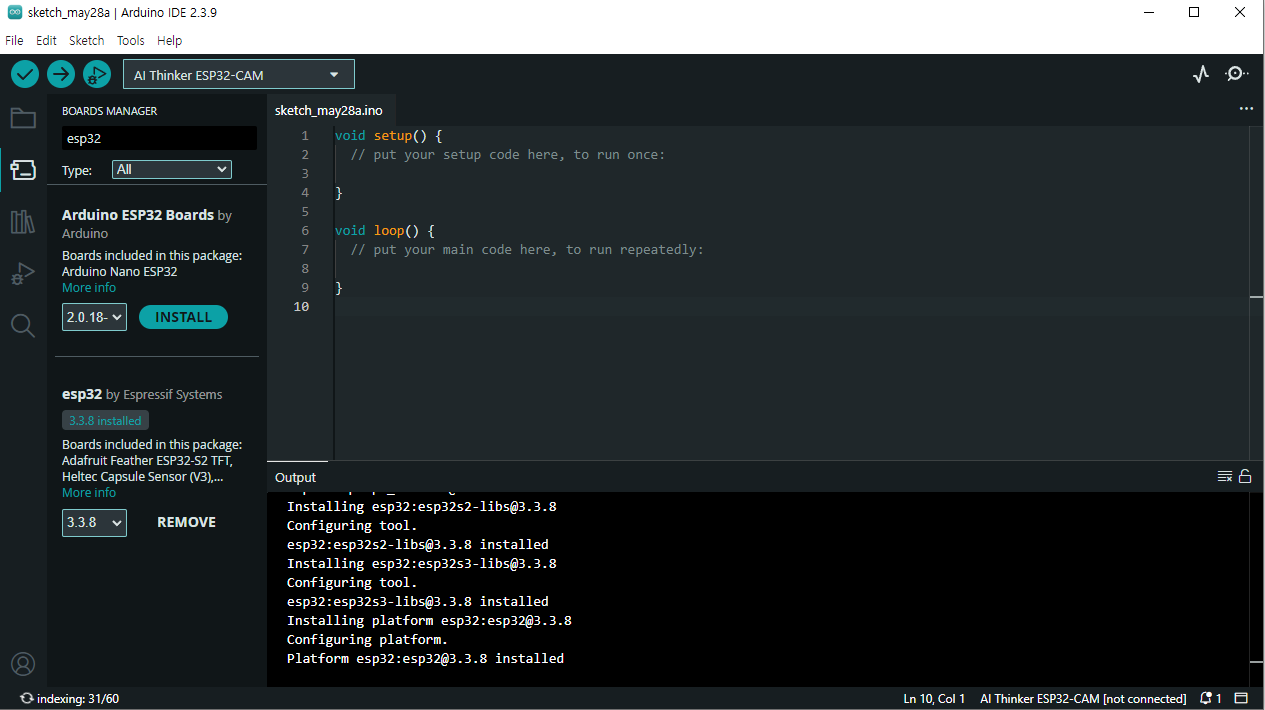 sketch_may28a | Arduino IDE 2.3.9
File Edit Sketch Tools Help
AI Thinker ESP32-CAM
BOARDS MANAGER
esp32
Type: All
Arduino ESP32 Boards by
Arduino
Boards included in this package:
Arduino Nano ESP32
More info
2.0.18- INSTALL
esp32 by Espressif Systems
3.3.8 installed
Boards included in this package:
Adafruit Feather ESP32-S2 TFT,
Heltec Capsule Sensor (V3),...
More info
3.3.8 REMOVE
sketch_may28a.ino
1 void setup() {
2 // put your setup code here, to run once:
3
4 }
5
6 void loop() {
7 // put your main code here, to run repeatedly:
8
9 }
10
Output
Installing esp32:esp32s2-libs@3.3.8
Configuring tool.
esp32:esp32s2-libs@3.3.8 installed
Installing esp32:esp32s3-libs@3.3.8
Configuring tool.
esp32:esp32s3-libs@3.3.8 installed
Installing platform esp32:esp32@3.3.8
Configuring platform.
Platform esp32:esp32@3.3.8 installed
indexing: 31/60
Ln 10, Col 1 AI Thinker ESP32-CAM [not connected] 1